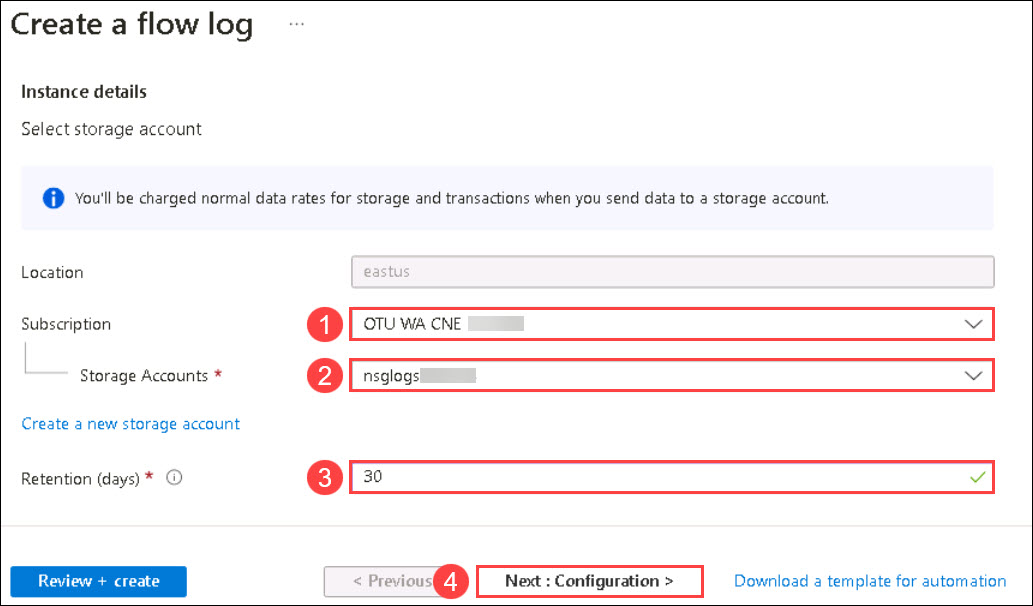 Create a flow log ...
Instance details
Select storage account
You'll be charged normal data rates for storage and transactions when you send data to a storage account.
Location eastus
Subscription 1 OTU WA CNE
Storage Accounts * 2 nsglogs
Create a new storage account
Retention (days) * 3 30
Review + create < Previous 4 Next : Configuration > Download a template for automation